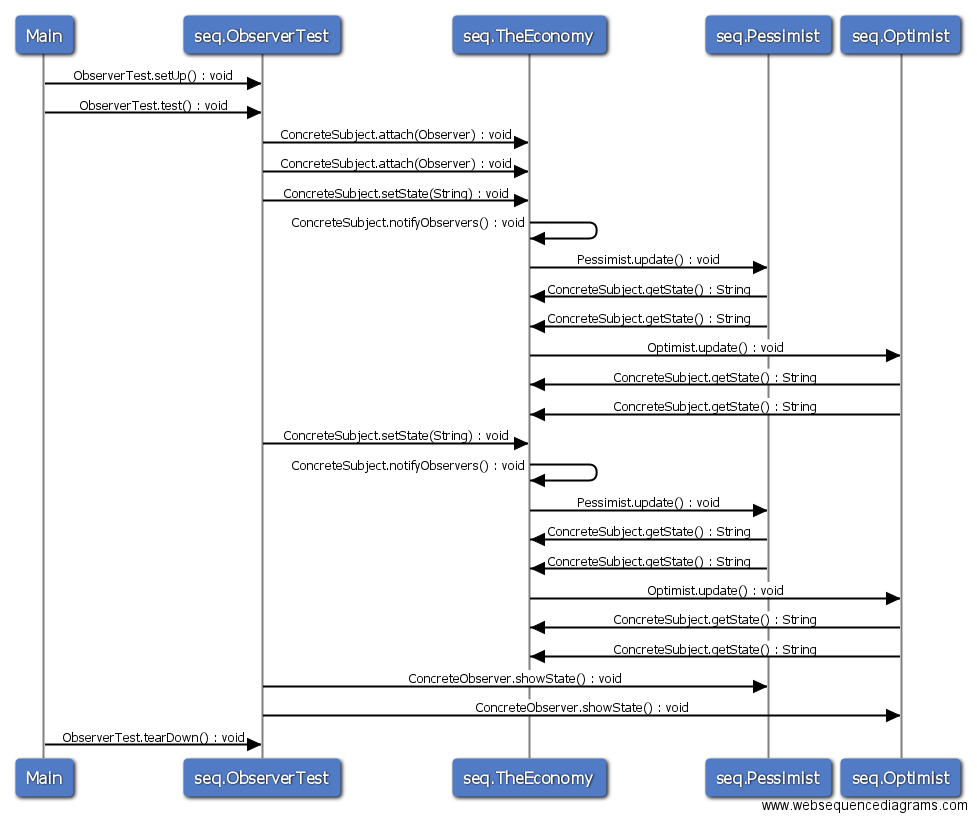 Main seq.ObserverTest seq.TheEconomy seq.Pessimist seq.Optimist
ObserverTest.setUp() : void
ObserverTest.test() : void
ConcreteSubject.attach(Observer) : void
ConcreteSubject.attach(Observer) : void
ConcreteSubject.setState(String) : void
ConcreteSubject.notifyObservers() : void
Pessimist.update() : void
ConcreteSubject.getState() : String
ConcreteSubject.getState() : String
Optimist.update() : void
ConcreteSubject.getState() : String
ConcreteSubject.getState() : String
ConcreteSubject.setState(String) : void
ConcreteSubject.notifyObservers() : void
Pessimist.update() : void
ConcreteSubject.getState() : String
ConcreteSubject.getState() : String
Optimist.update() : void
ConcreteSubject.getState() : String
ConcreteSubject.getState() : String
ConcreteObserver.showState() : void
ConcreteObserver.showState() : void
ObserverTest.tearDown() : void
Main seq.ObserverTest seq.TheEconomy seq.Pessimist seq.Optimist
www.websequencediagrams.com